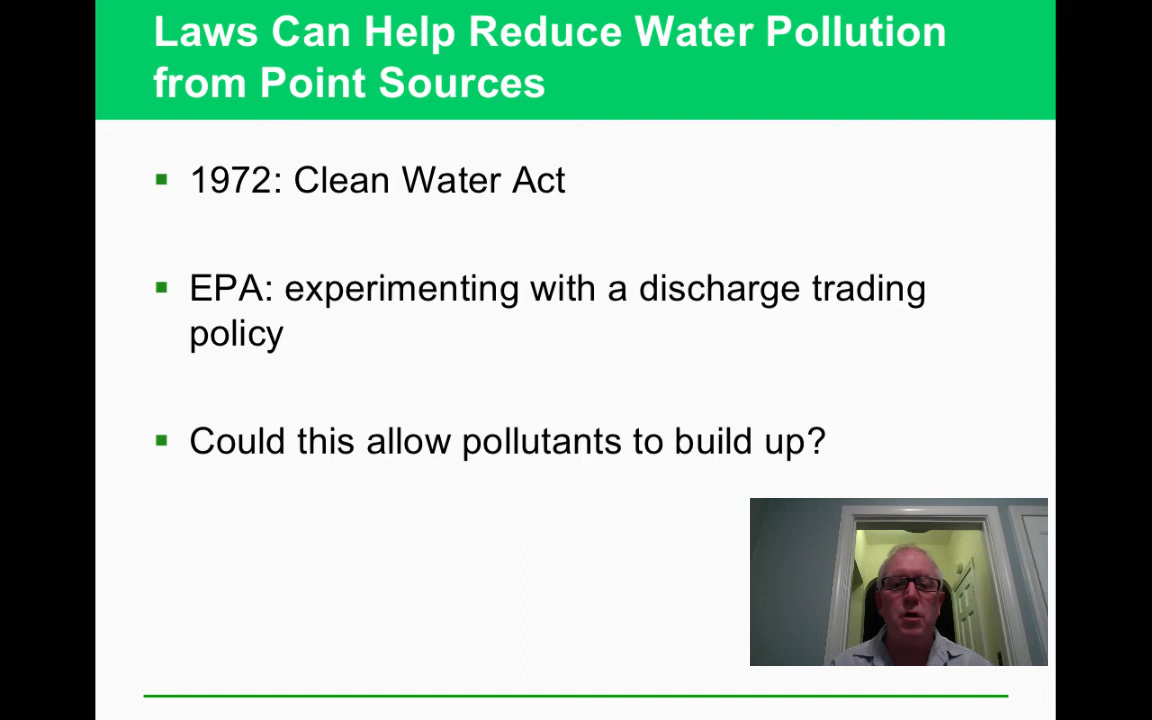 Laws Can Help Reduce Water Pollution
from Point Sources
1972: Clean Water Act
EPA: experimenting with a discharge trading
policy
Could this allow pollutants to build up?